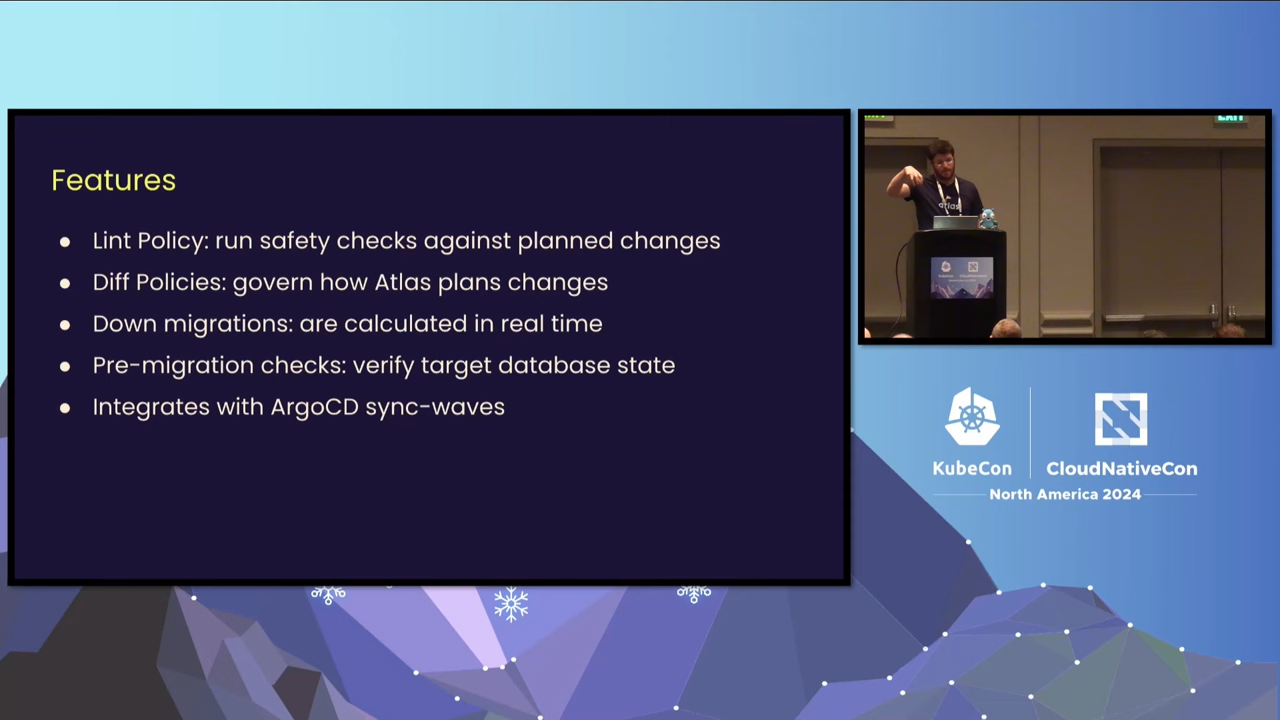 Features
● Lint Policy: run safety checks against planned changes
● Diff Policies: govern how Atlas plans changes
● Down migrations: are calculated in real time
● Pre-migration checks: verify target database state
● Integrates with ArgoCD sync-waves
EXIT
atlas
KubeCon
CloudNativeCon
North America 2024